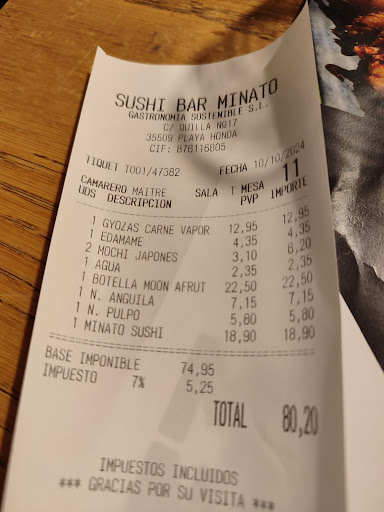 SUSHI BAR MINATO
GASTRONOMIA SUSTENIBLE S.L.
C/ QUILLA Nº17
35509 PLAYA HONDA
CIF: 876116805
TIQUET T001/47382 FECHA 10/10/2024
CAMARERO MAITRE SALA 1 MESA 11
UDS DESCRIPCION PVP IMPORTE
1 GYOZAS CARNE VAPOR 12,95 12,95
1 EDAMAME 4,35 4,35
2 MOCHI JAPONES 3,10 6,20
1 AGUA 2,35 2,35
1 BOTELLA MOON AFRUT 22,50 22,50
1 N. ANGUILA 7,15 7,15
1 N. PULPO 5,80 5,80
1 MINATO SUSHI 18,90 18,90
BASE IMPONIBLE 74,95
IMPUESTO 7% 5,25
TOTAL 80,20
IMPUESTOS INCLUIDOS
*** GRACIAS POR SU VISITA ***